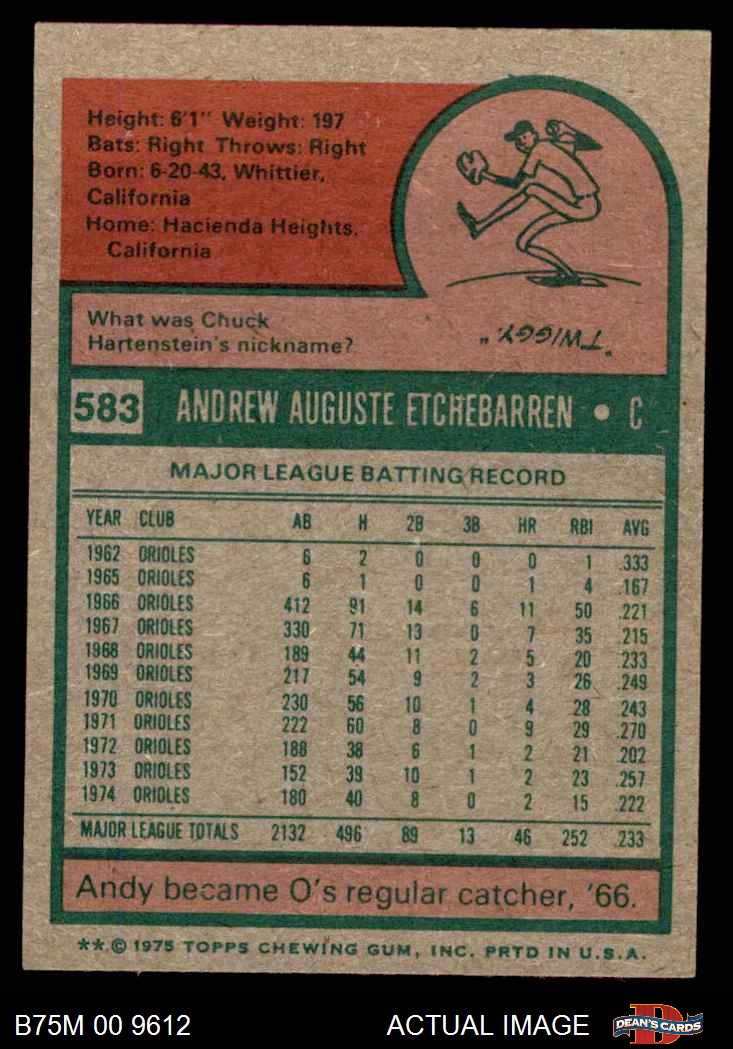 Height: 6'1" Weight: 197
Bats: Right Throws: Right
Born: 6-20-43, Whittier,
California
Home: Hacienda Heights,
California
What was Chuck
Hartenstein's nickname?
"TWIGGY."
583 ANDREW AUGUSTE ETCHEBARREN • C
MAJOR LEAGUE BATTING RECORD
YEAR CLUB AB H 2B 3B HR RBI AVG
1962 ORIOLES 6 2 0 0 0 1 .333
1965 ORIOLES 6 1 0 0 1 4 .167
1966 ORIOLES 412 91 14 6 11 50 .221
1967 ORIOLES 330 71 13 0 7 35 .215
1968 ORIOLES 189 44 11 2 5 20 .233
1969 ORIOLES 217 54 9 2 3 26 .249
1970 ORIOLES 230 56 10 1 4 28 .243
1971 ORIOLES 222 60 8 0 9 29 .270
1972 ORIOLES 188 38 6 1 2 21 .202
1973 ORIOLES 152 39 10 1 2 23 .257
1974 ORIOLES 180 40 8 0 2 15 .222
MAJOR LEAGUE TOTALS 2132 496 89 13 46 252 .233
Andy became O's regular catcher, '66.
**.© 1975 TOPPS CHEWING GUM, INC. PRTD IN U.S.A.
B75M 00 9612 ACTUAL IMAGE D DEAN'S CARDS